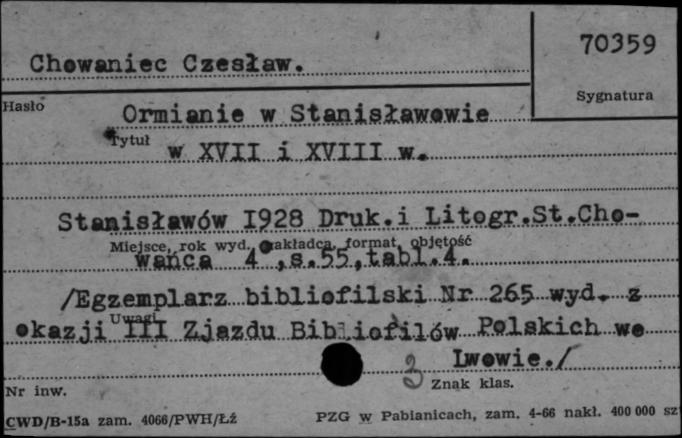 70359
Chowaniec Czesław.
Sygnatura
Hasło
Ormianie w Stanisławowie
Tytuł
w XVII i XVIII w.
Stanisławów 1928 Druk.i Litogr.St.Cho-
Miejsce, rok wyd., nakładca, format, objętość
wańca 4°,s.55,tabl.4.
/Egzemplarz bibliofilski Nr 265 wyd. z
Uwagi
okazji III Zjazdu Bibliofilów Polskich we
Lwowie./
3
Znak klas.
Nr inw.
CWD/B-15a zam. 4066/PWH/Łź
PZG w Pabianicach, zam. 4-66 nakł. 400 000 sz